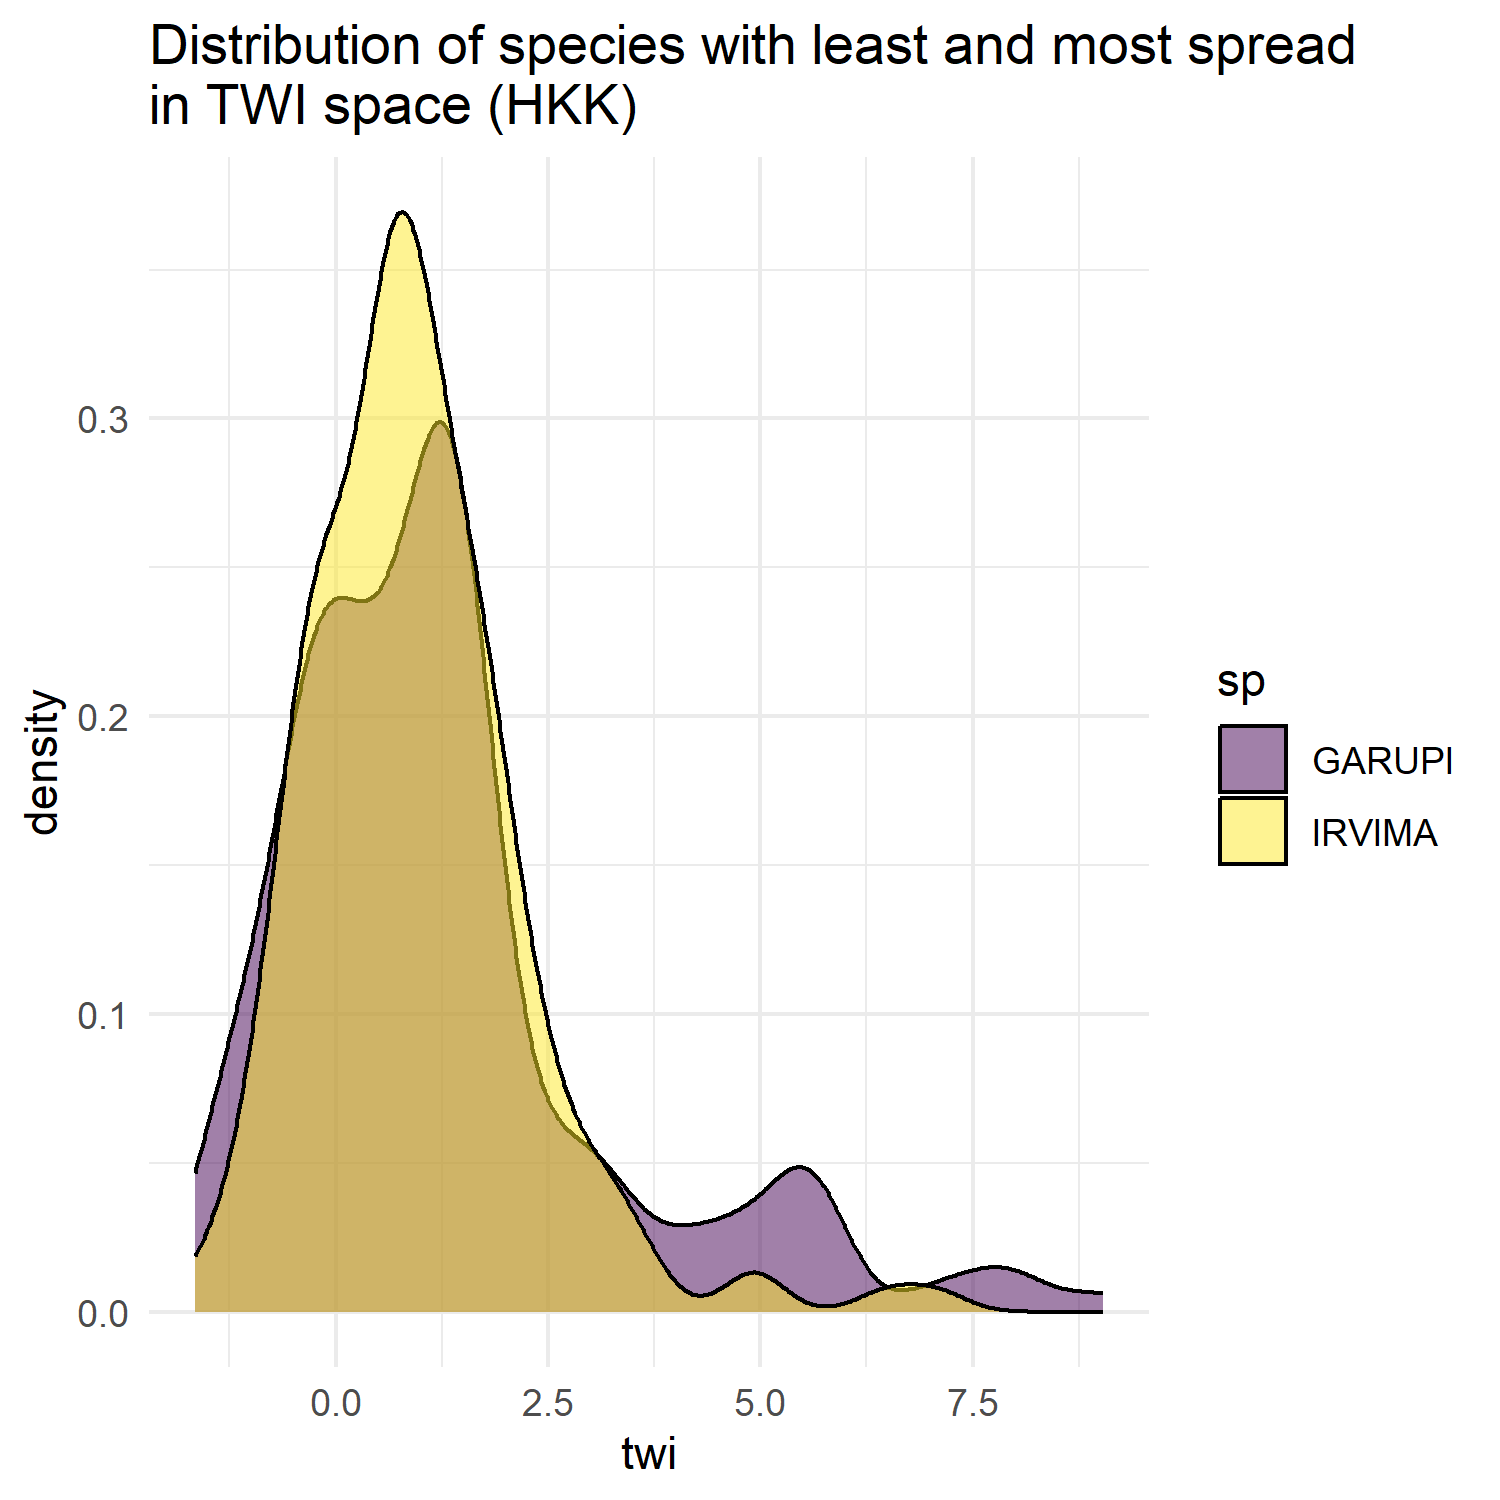 Distribution of species with least and most spread
in TWI space (HKK)
density
0.3
0.2
0.1
0.0
0.0 2.5 5.0 7.5
twi
sp
GARUPI
IRVIMA